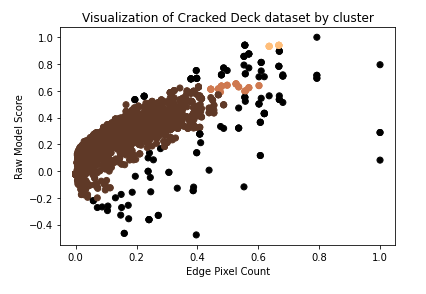 Visualization of Cracked Deck dataset by cluster
1.0
0.8
0.6
0.4
0.2
0.0
−0.2
−0.4
Raw Model Score
0.0 0.2 0.4 0.6 0.8 1.0
Edge Pixel Count